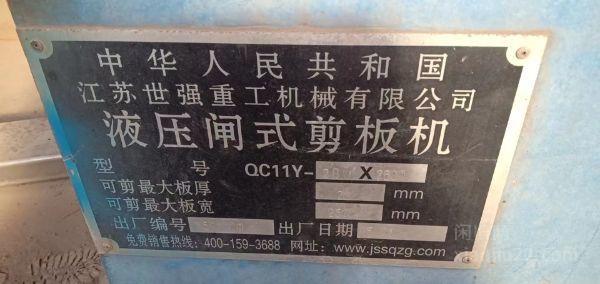 中华人民共和国
江苏世强重工机械有限公司
液压闸式剪板机
型 号 QC11Y- X
可剪最大板厚 mm
可剪最大板宽 mm
出厂编号 出厂日期
免费销售热线:400-159-3688 网址:www.jssqzg.com